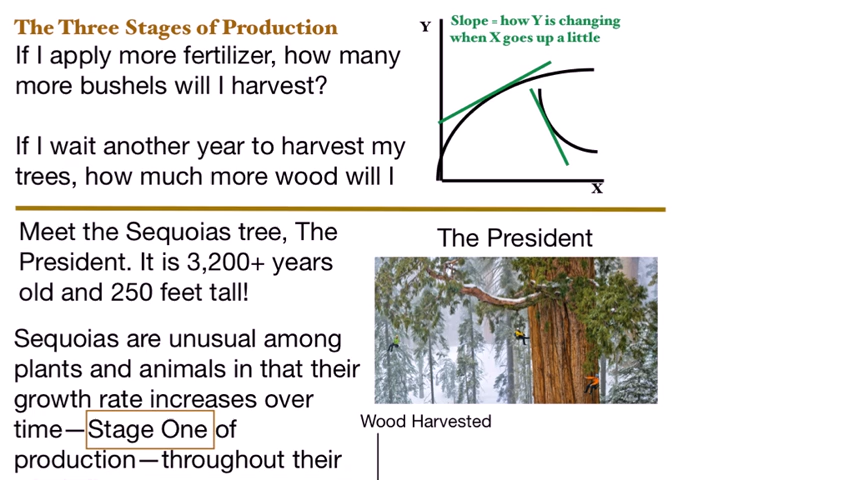 The Three Stages of Production
If I apply more fertilizer, how many
more bushels will I harvest?
If I wait another year to harvest my
trees, how much more wood will I
Y
Slope = how Y is changing
when X goes up a little
X
Meet the Sequoias tree, The
President. It is 3,200+ years
old and 250 feet tall!
Sequoias are unusual among
plants and animals in that their
growth rate increases over
time—Stage One of
production—throughout their
The President
Wood Harvested